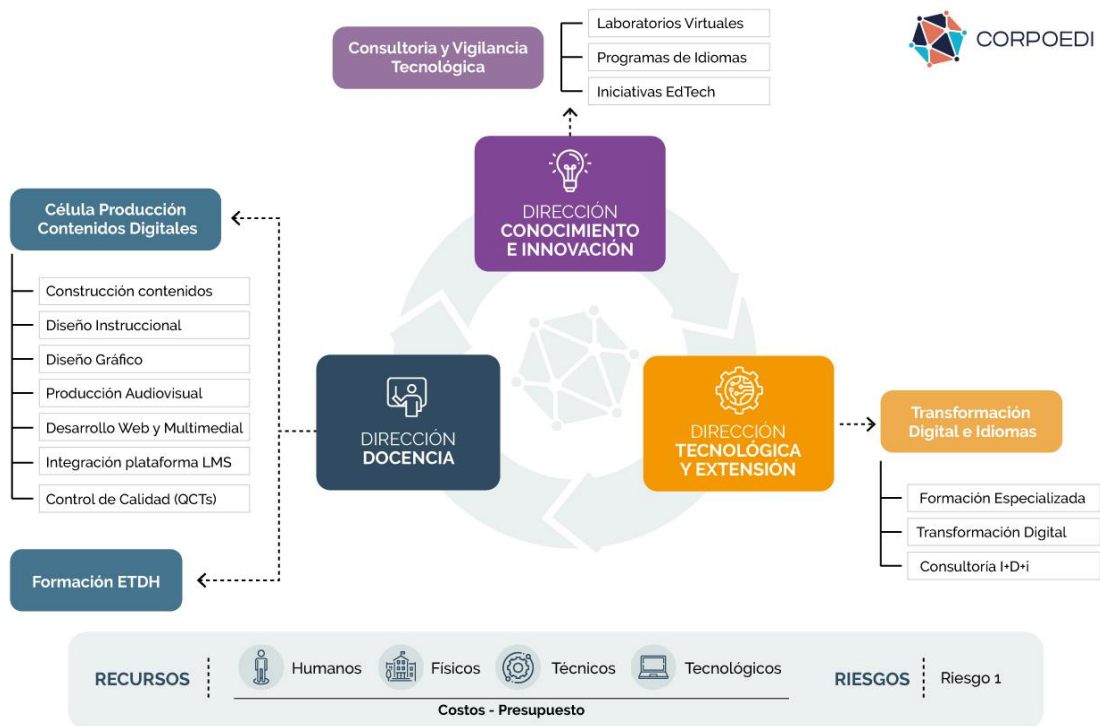 Consultoria y Vigilancia
Tecnológica
Laboratorios Virtuales
Programas de Idiomas
Iniciativas EdTech
CORPOEDI
DIRECCIÓN
CONOCIMIENTO
E INNOVACIÓN
Célula Producción
Contenidos Digitales
Construcción contenidos
Diseño Instruccional
Diseño Gráfico
Producción Audiovisual
Desarrollo Web y Multimedial
Integración plataforma LMS
Control de Calidad (QCTs)
Formación ETDH
DIRECCIÓN
DOCENCIA
DIRECCIÓN
TECNOLÓGICA
Y EXTENSIÓN
Transformación
Digital e Idiomas
Formación Especializada
Transformación Digital
Consultoría I+D+i
RECURSOS
Humanos
Físicos
Técnicos
Tecnológicos
Costos - Presupuesto
RIESGOS
Riesgo 1